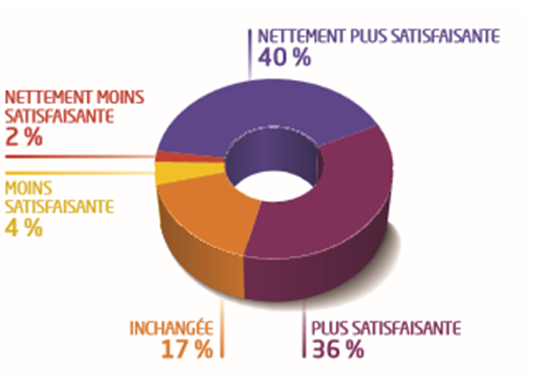 NETTEMENT PLUS SATISFAISANTE
40 %
NETTEMENT MOINS
SATISFAISANTE
2 %
MOINS
SATISFAISANTE
4 %
INCHANGÉE
17 %
PLUS SATISFAISANTE
36 %